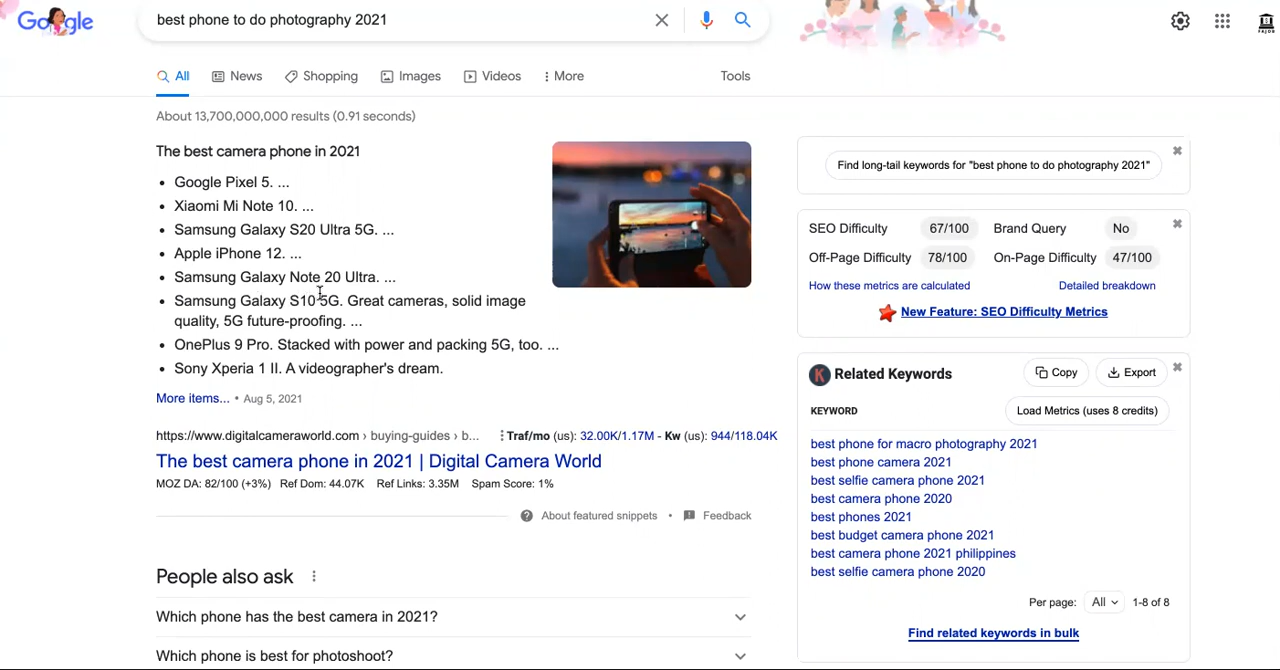 Google
best phone to do photography 2021
All News Shopping Images Videos More Tools
About 13,700,000,000 results (0.91 seconds)
The best camera phone in 2021
• Google Pixel 5. ...
• Xiaomi Mi Note 10. ...
• Samsung Galaxy S20 Ultra 5G. ...
• Apple iPhone 12. ...
• Samsung Galaxy Note 20 Ultra. ...
• Samsung Galaxy S10 5G. Great cameras, solid image
quality, 5G future-proofing. ...
• OnePlus 9 Pro. Stacked with power and packing 5G, too. ...
• Sony Xperia 1 II. A videographer's dream.
More items... • Aug 5, 2021
https://www.digitalcameraworld.com › buying-guides › b... Traf/mo (us): 32.00K/1.17M - Kw (us): 944/118.04K
The best camera phone in 2021 | Digital Camera World
MOZ DA: 82/100 (+3%) Ref Dom: 44.07K Ref Links: 3.35M Spam Score: 1%
About featured snippets • Feedback
People also ask
Which phone has the best camera in 2021?
Which phone is best for photoshoot?
Find long-tail keywords for "best phone to do photography 2021"
SEO Difficulty 67/100 Brand Query No
Off-Page Difficulty 78/100 On-Page Difficulty 47/100
How these metrics are calculated Detailed breakdown
New Feature: SEO Difficulty Metrics
K Related Keywords Copy Export
KEYWORD Load Metrics (uses 8 credits)
best phone for macro photography 2021
best phone camera 2021
best selfie camera phone 2021
best camera phone 2020
best phones 2021
best budget camera phone 2021
best camera phone 2021 philippines
best selfie camera phone 2020
Per page: All 1-8 of 8
Find related keywords in bulk